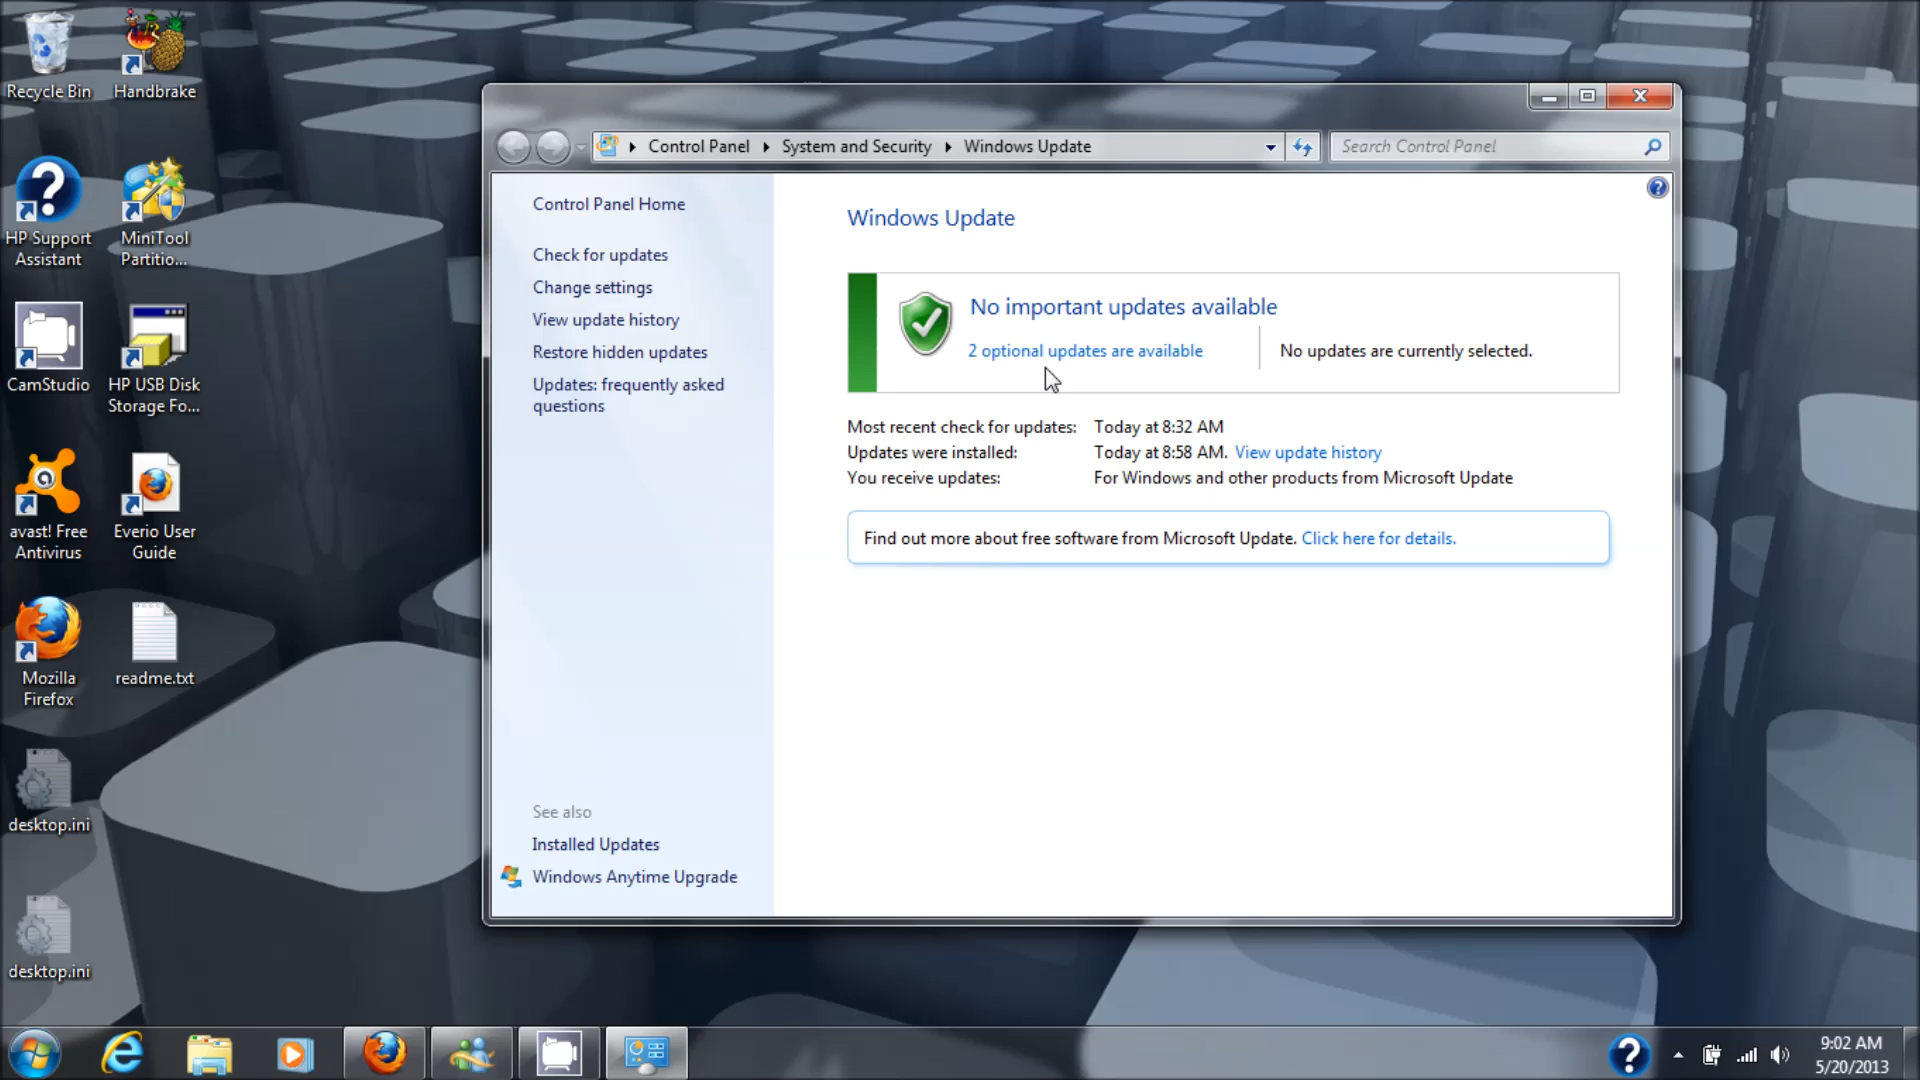 Recycle Bin
Handbrake
HP Support
Assistant
MiniTool
Partitio...
CamStudio
HP USB Disk
Storage Fo...
avast! Free
Antivirus
Everio User
Guide
Mozilla
Firefox
readme.txt
desktop.ini
desktop.ini
Control Panel
System and Security
Windows Update
Search Control Panel
Control Panel Home
Check for updates
Change settings
View update history
Restore hidden updates
Updates: frequently asked
questions
See also
Installed Updates
Windows Anytime Upgrade
Windows Update
No important updates available
2 optional updates are available
No updates are currently selected.
Most recent check for updates: Today at 8:32 AM
Updates were installed: Today at 8:58 AM. View update history
You receive updates: For Windows and other products from Microsoft Update
Find out more about free software from Microsoft Update. Click here for details.
9:02 AM
5/20/2013